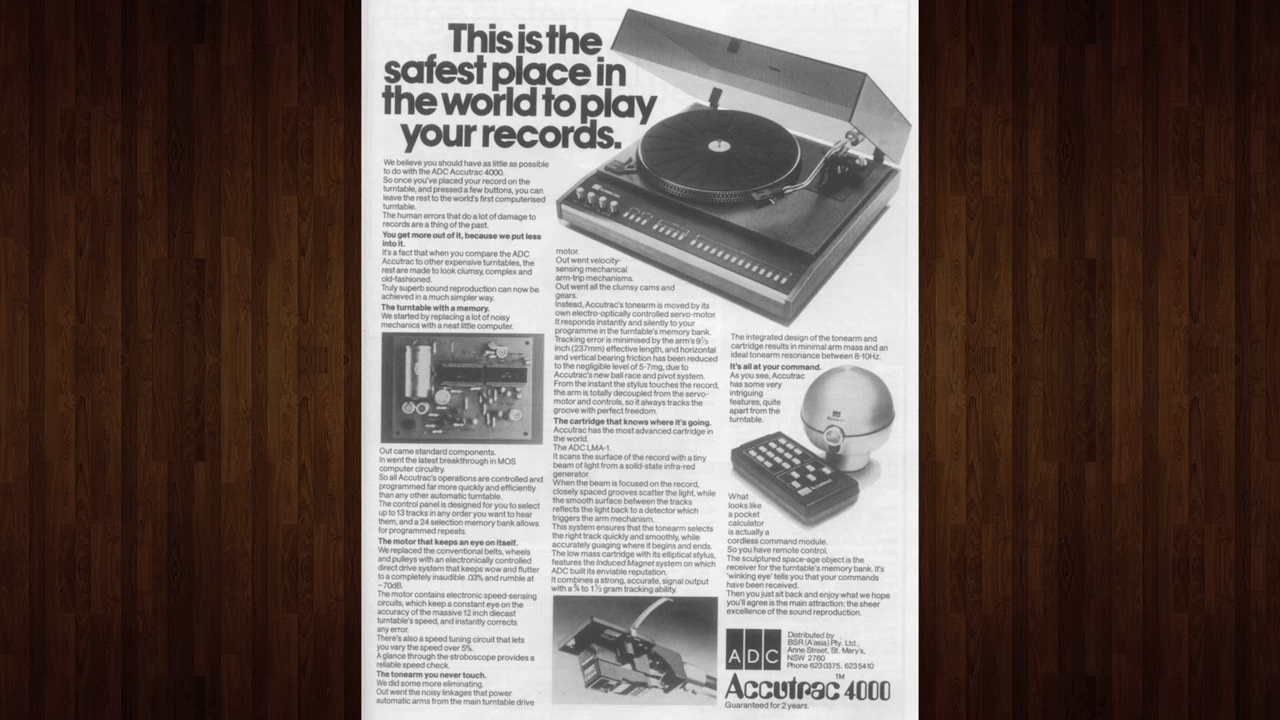 This is the
safest place in
the world to play
your records.
We believe you should have as little as possible
to do with the ADC Accutrac 4000.
So once you've placed your record on the
turntable, and pressed a few buttons, you can
leave the rest to the world's first computerised
turntable.
The human errors that do a lot of damage to
records are a thing of the past.
You get more out of it, because we put less
into it.
It's a fact that when you compare the ADC
Accutrac to other expensive turntables, the
rest are made to look clumsy, complex and
old-fashioned.
Truly superb sound reproduction can now be
achieved in a much simpler way.
The turntable with a memory.
We started by replacing a lot of noisy
mechanics with a neat little computer.
Out came standard components.
In went the latest breakthrough in MOS
computer circuitry.
So all Accutrac's operations are controlled and
programmed far more quickly and efficiently
than any other automatic turntable.
The control panel is designed for you to select
up to 13 tracks in any order you want to hear
them, and a 24 selection memory bank allows
for programmed repeats.
The motor that keeps an eye on itself.
We replaced the conventional belts, wheels
and pulleys with an electronically controlled
direct drive system that keeps wow and flutter
to a completely inaudible .03% and rumble at
-70dB.
The motor contains electronic speed-sensing
circuits, which keep a constant eye on the
accuracy of the massive 12 inch diecast
turntable's speed, and instantly corrects
any error.
There's also a speed tuning circuit that lets
you vary the speed over 5%.
A glance through the stroboscope provides a
reliable speed check.
The tonearm you never touch.
We did some more eliminating.
Out went the noisy linkages that power
automatic arms from the main turntable drive
motor
Out went velocity-
sensing mechanical
arm-trip mechanisms.
Out went all the clumsy cams and
gears.
Instead, Accutrac's tonearm is moved by its
own electro-optically controlled servo-motor.
It responds instantly and silently to your
programme in the turntable's memory bank.
Tracking error is minimised by the arm's 9⅓
inch (237mm) effective length, and horizontal
and vertical bearing friction has been reduced
to the negligible level of 5-7mg, due to
Accutrac's new ball race and pivot system.
From the instant the stylus touches the record,
the arm is totally decoupled from the servo-
motor and controls, so it always tracks the
groove with perfect freedom.
The cartridge that knows where it's going.
Accutrac has the most advanced cartridge in
the world.
The ADC LMA-1.
It scans the surface of the record with a tiny
beam of light from a solid-state infra-red
generator.
When the beam is focused on the record,
closely spaced grooves scatter the light, while
the smooth surface between the tracks
reflects the light back to a detector which
triggers the arm mechanism.
This system ensures that the tonearm selects
the right track quickly and smoothly, while
accurately guaging where it begins and ends.
The low mass cartridge with its elliptical stylus,
features the Induced Magnet system on which
ADC built its enviable reputation.
It combines a strong, accurate, signal output
with a ¾ to 1½ gram tracking ability.
The integrated design of the tonearm and
cartridge results in minimal arm mass and an
ideal tonearm resonance between 8-10Hz.
It's all at your command.
As you see, Accutrac
has some very
intriguing
features, quite
apart from the
turntable.
What
looks like
a pocket
calculator
is actually a
cordless command module.
So you have remote control.
The sculptured space-age object is the
receiver for the turntable's memory bank. It's
'winking eye' tells you that your commands
have been received.
Then you just sit back and enjoy what we hope
you'll agree is the main attraction: the sheer
excellence of the sound reproduction.
ADC
Distributed by
BSR (A'asia) Pty. Ltd.,
Anne Street, St. Mary's,
NSW 2760
Phone 623 0375, 623 5410
Accutrac 4000 TM
Guaranteed for 2 years.